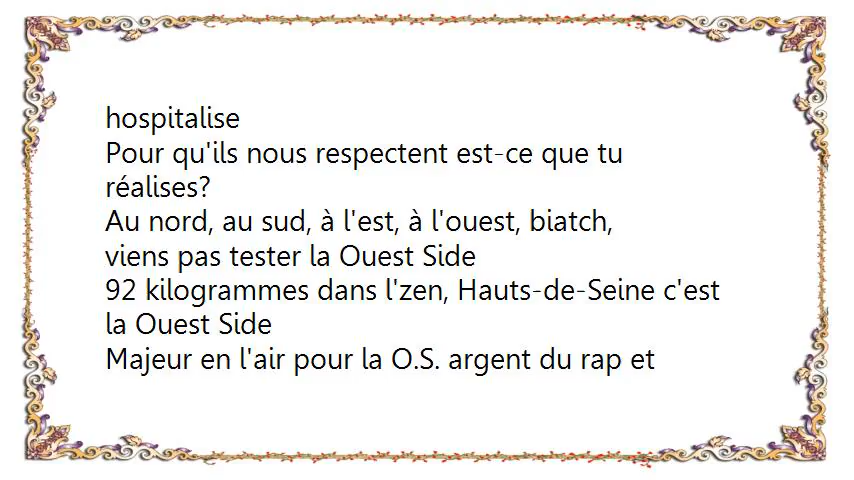 hospitalise
Pour qu'ils nous respectent est-ce que tu
réalises?
Au nord, au sud, à l'est, à l'ouest, biatch,
viens pas tester la Ouest Side
92 kilogrammes dans l'zen, Hauts-de-Seine c'est
la Ouest Side
Majeur en l'air pour la O.S. argent du rap et